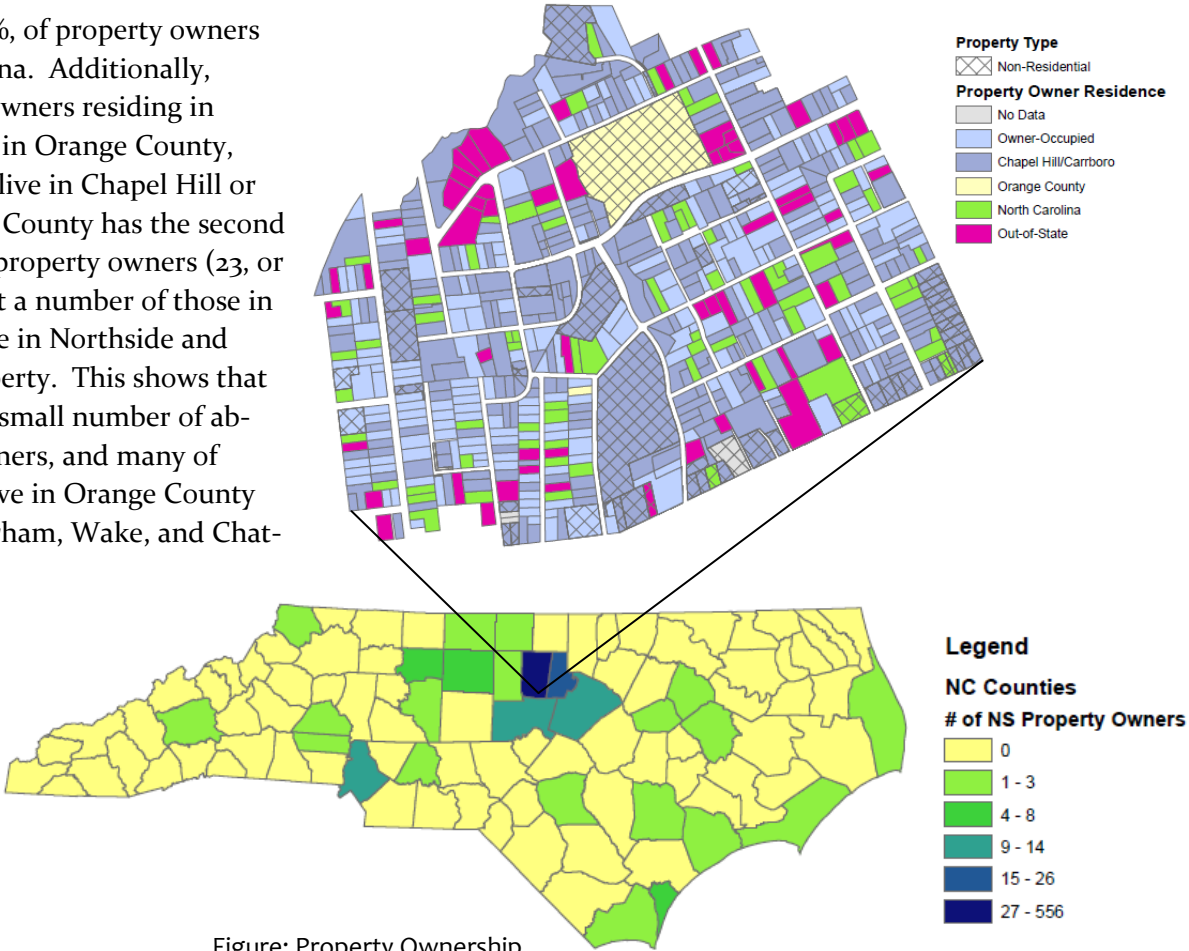 %, of property owners
na. Additionally,
wners residing in
in Orange County,
live in Chapel Hill or
County has the second
property owners (23, or
t a number of those in
e in Northside and
perty. This shows that
small number of ab-
ners, and many of
ve in Orange County
ham, Wake, and Chat-
Property Type
Non-Residential
Property Owner Residence
No Data
Owner-Occupied
Chapel Hill/Carrboro
Orange County
North Carolina
Out-of-State
Legend
NC Counties
# of NS Property Owners
0
1 - 3
4 - 8
9 - 14
15 - 26
27 - 556
Figure: Property Ownership